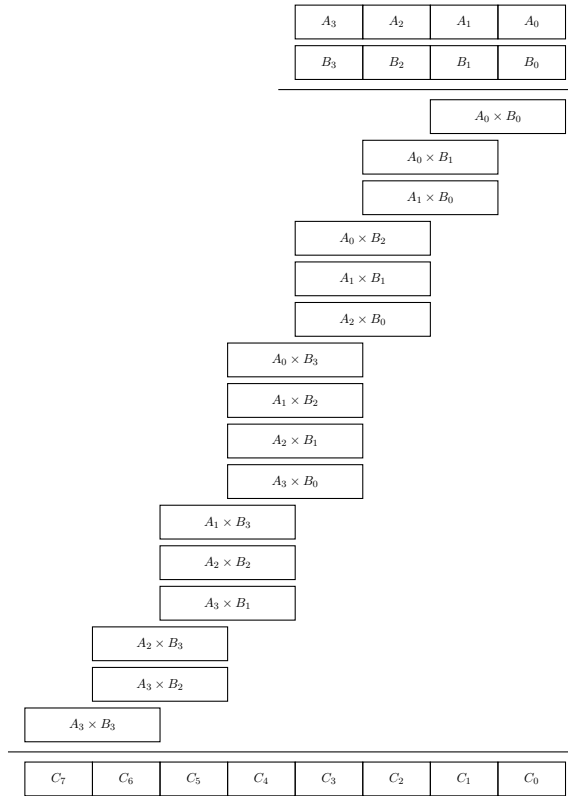 A₃ A₂ A₁ A₀
B₃ B₂ B₁ B₀
A₀ × B₀
A₀ × B₁
A₁ × B₀
A₀ × B₂
A₁ × B₁
A₂ × B₀
A₀ × B₃
A₁ × B₂
A₂ × B₁
A₃ × B₀
A₁ × B₃
A₂ × B₂
A₃ × B₁
A₂ × B₃
A₃ × B₂
A₃ × B₃
C₇ C₆ C₅ C₄ C₃ C₂ C₁ C₀